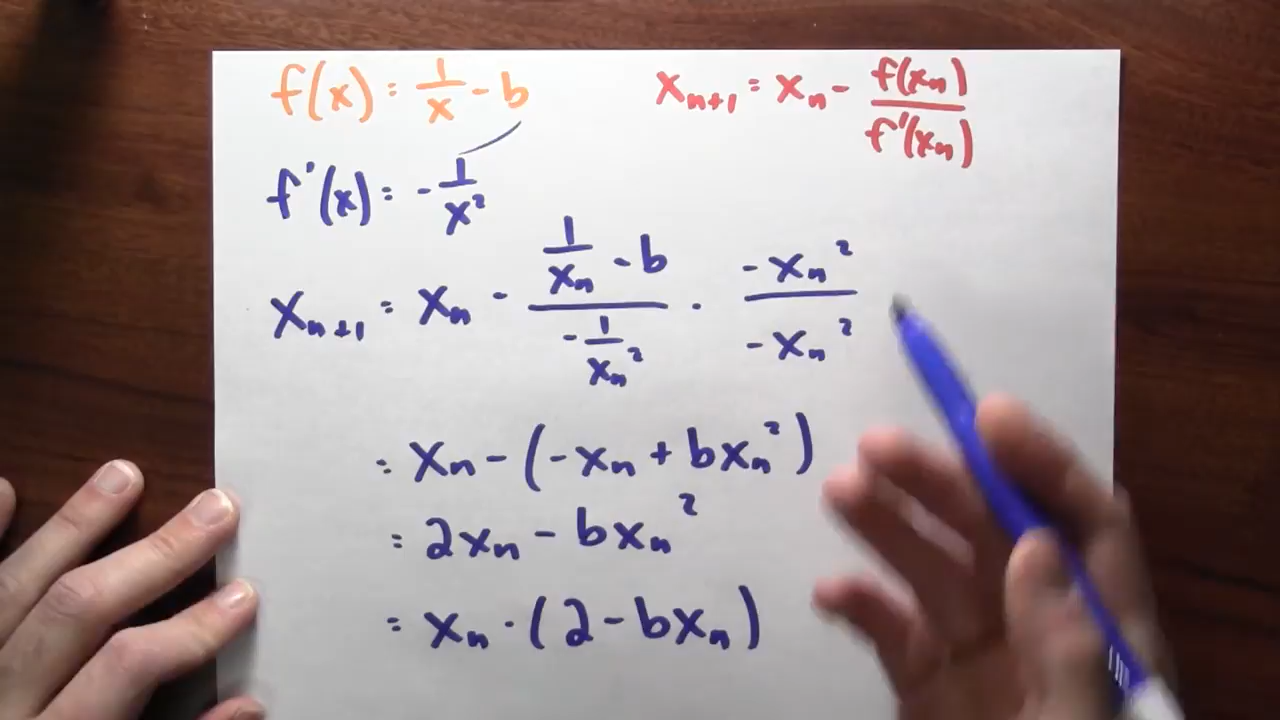 f(x) = 1/x - b
x_{n+1} = x_n - f(x_n)/f'(x_n)
f'(x) = -1/x²
x_{n+1} = x_n - (1/x_n - b)/(-1/x_n²) · (-x_n²)/(-x_n²)
= x_n - (-x_n + bx_n²)
= 2x_n - bx_n²
= x_n · (2 - bx_n)